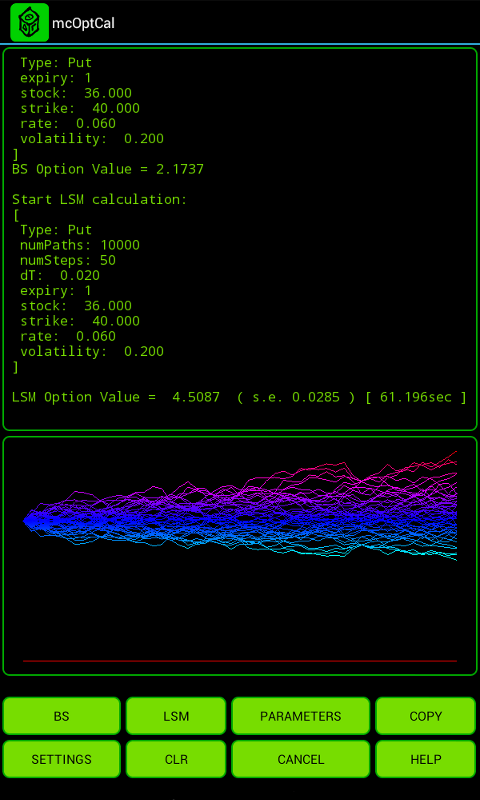 mcOptCal
Type: Put
expiry: 1
stock:  36.000
strike:  40.000
rate:  0.060
volatility:  0.200
]
BS Option Value = 2.1737
Start LSM calculation:
[
Type: Put
numPaths: 10000
numSteps: 50
dT:  0.020
expiry: 1
stock:  36.000
strike:  40.000
rate:  0.060
volatility:  0.200
]
LSM Option Value =  4.5087  ( s.e. 0.0285 ) [ 61.196sec ]
BS LSM PARAMETERS COPY
SETTINGS CLR CANCEL HELP